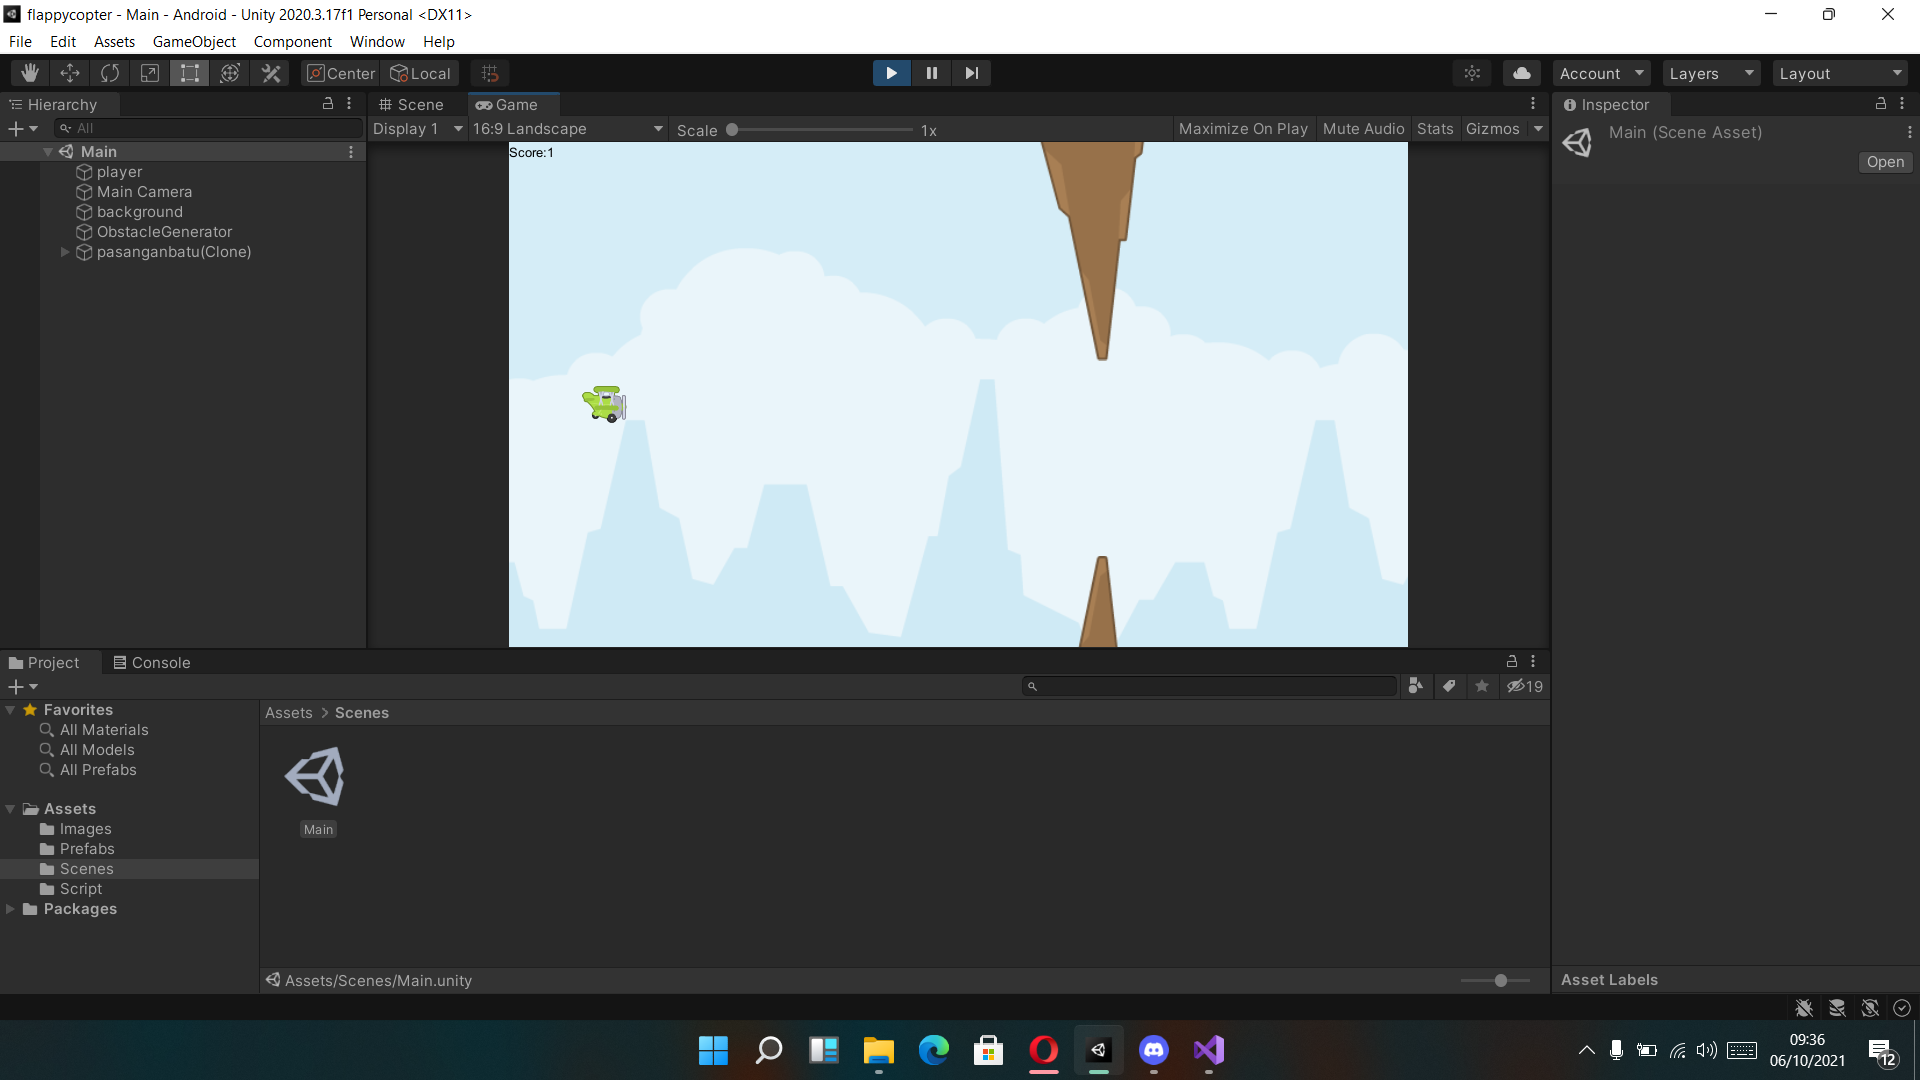 flappycopter - Main - Android - Unity 2020.3.17f1 Personal <DX11>
File Edit Assets GameObject Component Window Help
Center Local Account Layers Layout
Hierarchy Scene Game Inspector
All Display 1 16:9 Landscape Scale 1x Maximize On Play Mute Audio Stats Gizmos
Main (Scene Asset)
Open
Main
player
Main Camera
background
ObstacleGenerator
pasanganbatu(Clone)
Score:1
Project Console
19
Favorites
All Materials
All Models
All Prefabs
Assets
Images
Prefabs
Scenes
Script
Packages
Assets > Scenes
Main
Assets/Scenes/Main.unity
Asset Labels
09:36
06/10/2021
12